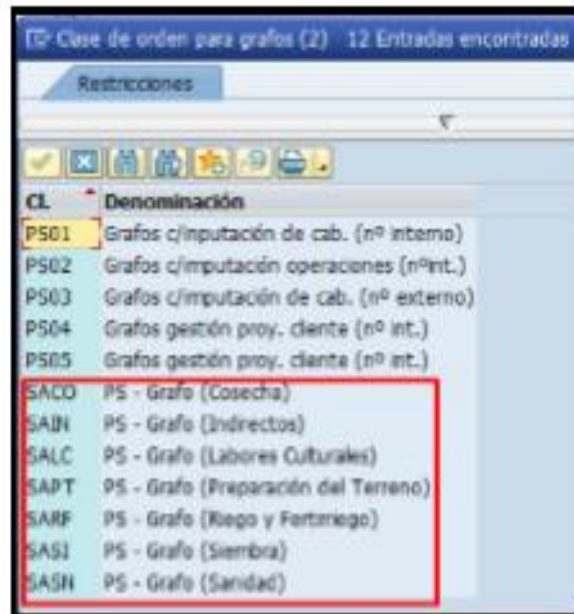 Clase de orden para grafos (2) 12 Entradas encontradas
Restricciones
CL. Denominación
PS01 Grafos c/inputación de cab. (nº interno)
PS02 Grafos c/imputación operaciones (nºint.)
PS03 Grafos c/imputación de cab. (nº externo)
PS04 Grafos gestión proy. cliente (nº int.)
PS05 Grafos gestión proy. cliente (nº int.)
SACO PS - Grafo (Cosecha)
SAIN PS - Grafo (Indirectos)
SALC PS - Grafo (Labores Culturales)
SAPT PS - Grafo (Preparación del Terreno)
SARF PS - Grafo (Riego y Fertirriego)
SASI PS - Grafo (Siembra)
SASN PS - Grafo (Sanidad)